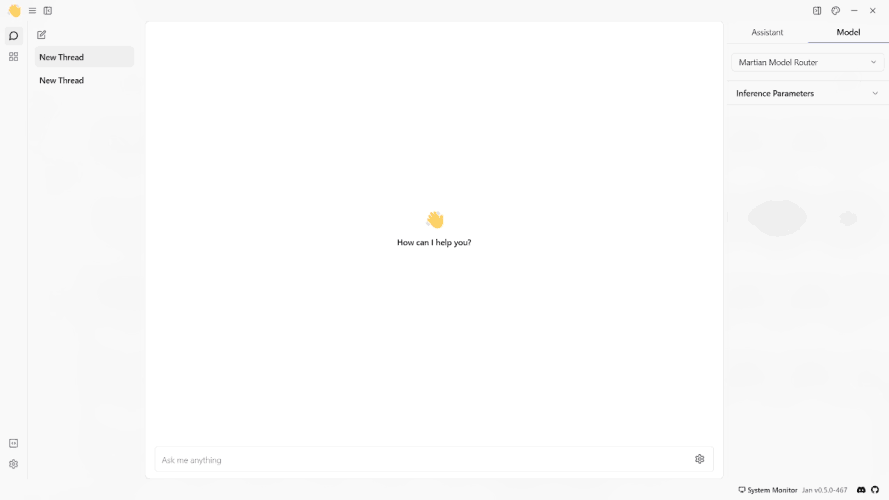 Assistant
Model
New Thread
New Thread
Martian Model Router
Inference Parameters
How can I help you?
Ask me anything
System Monitor Jan v0.5.0-467